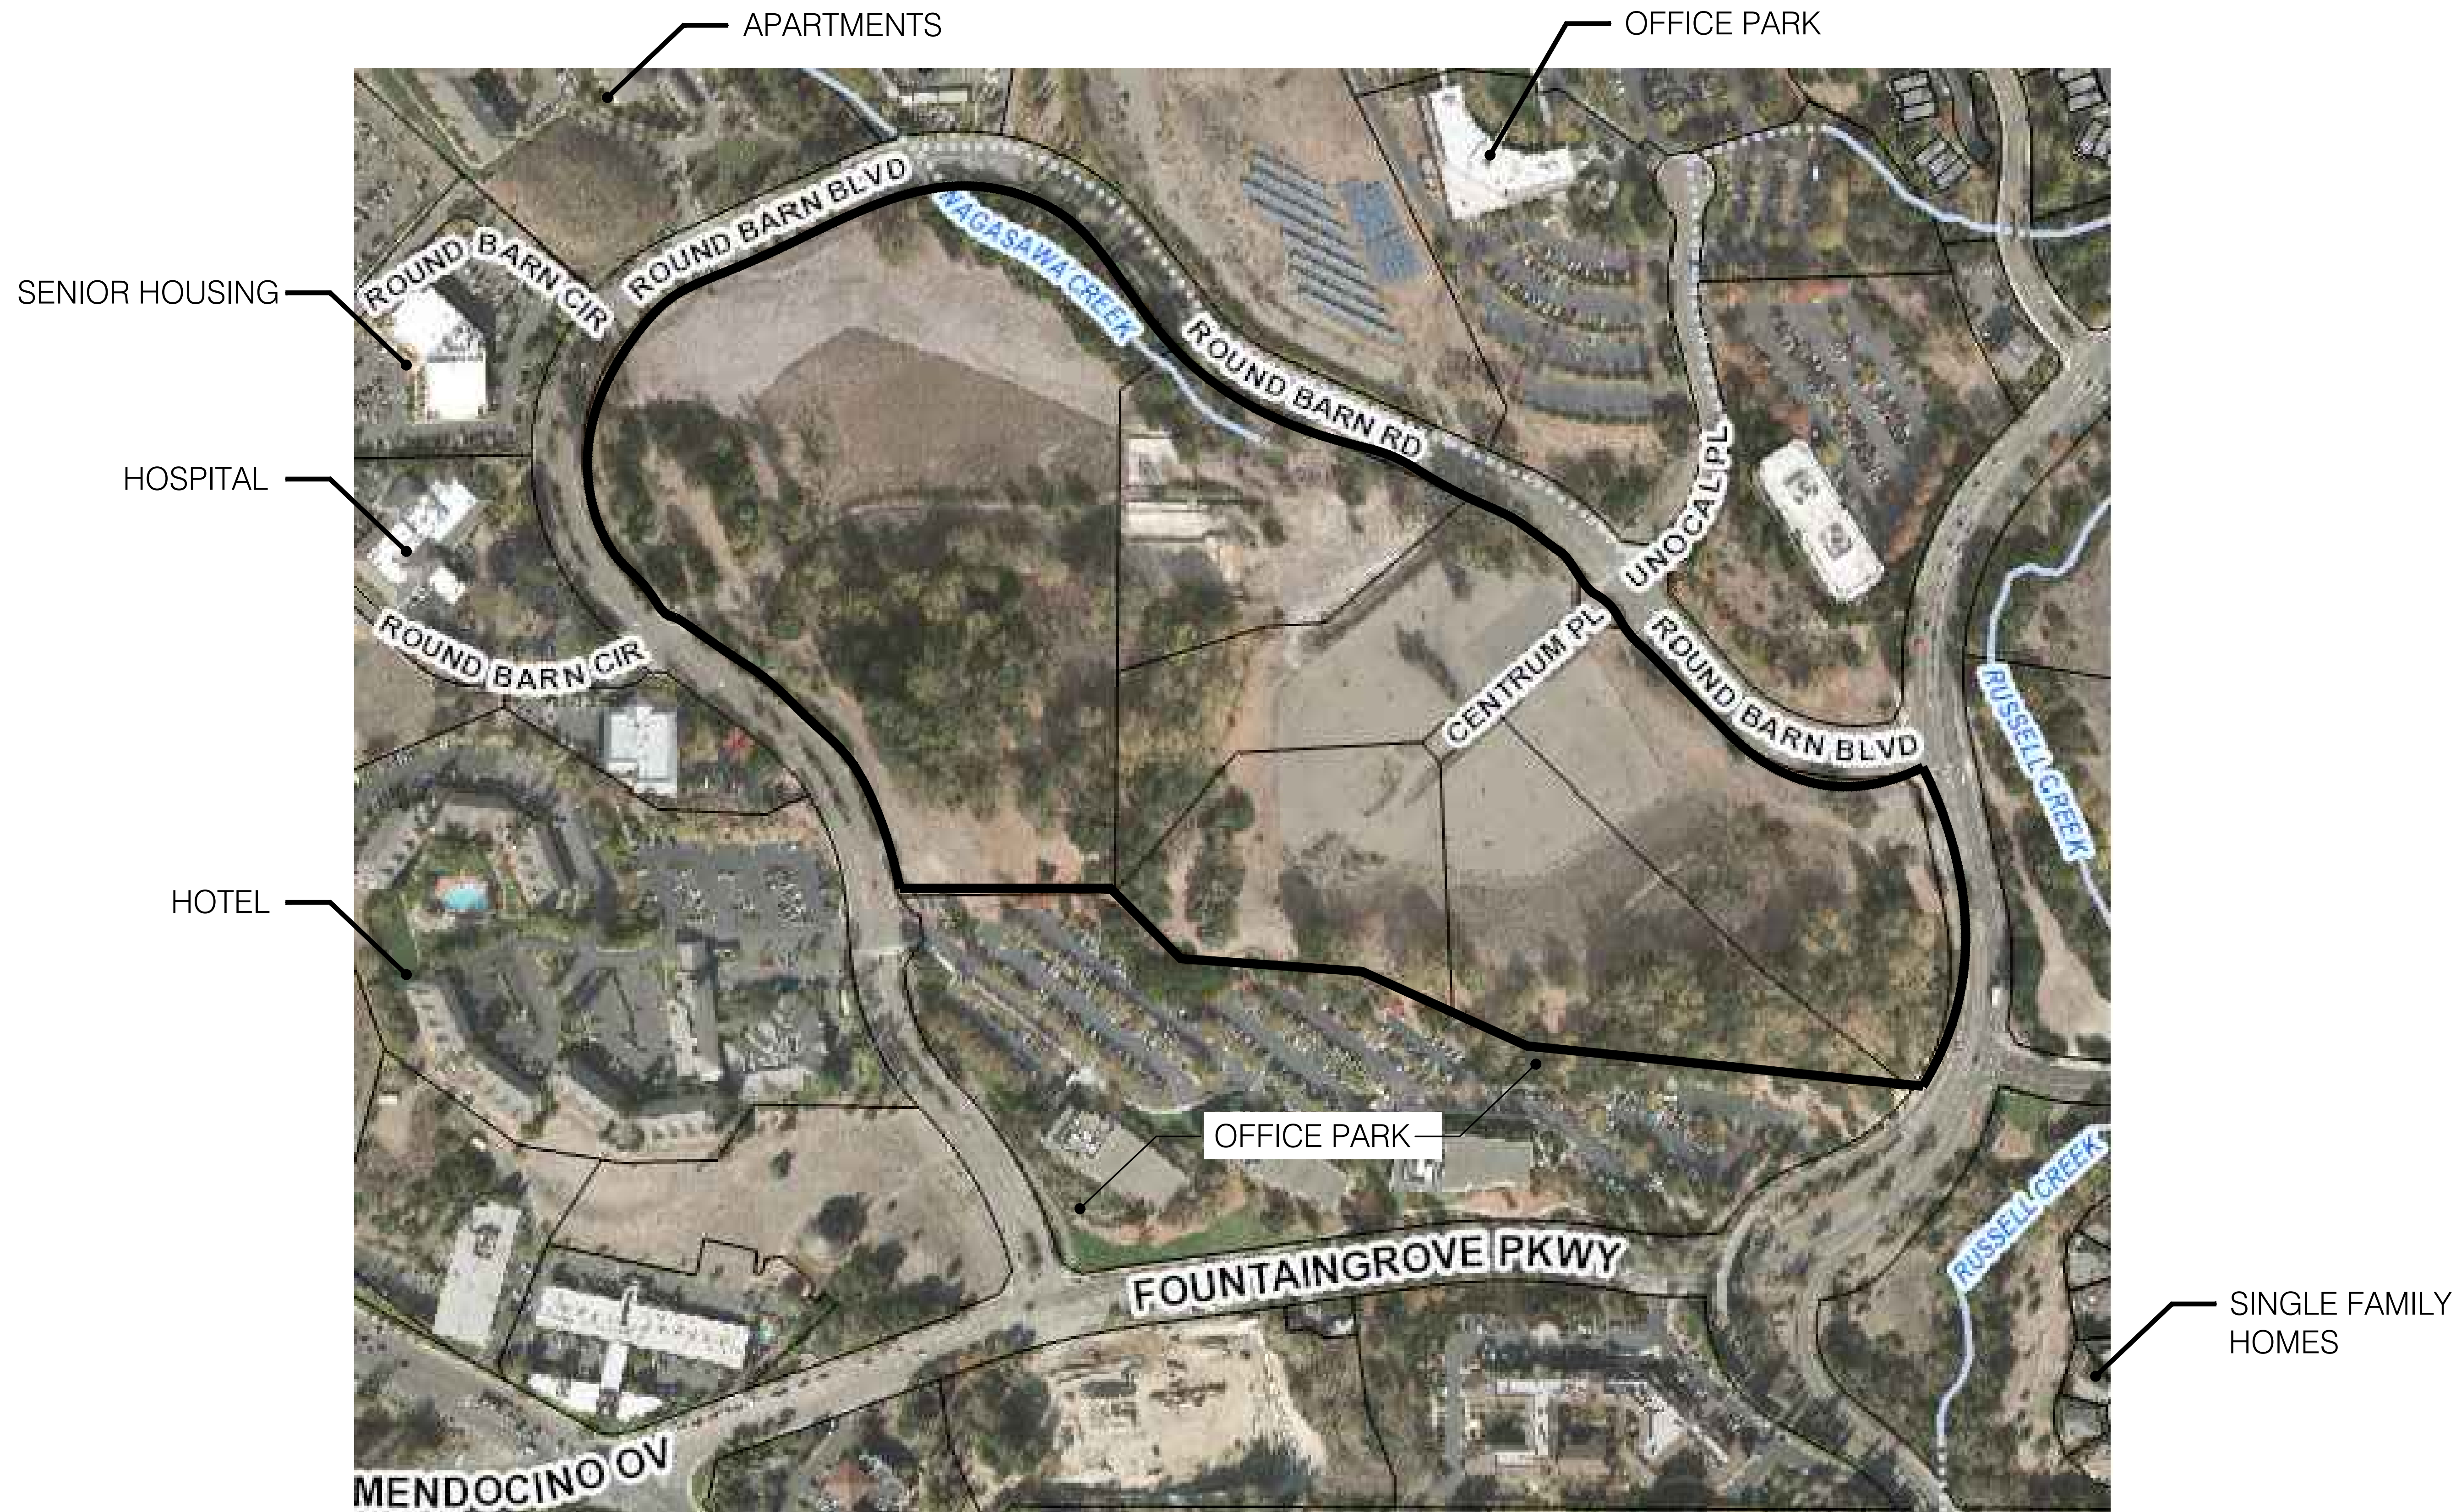 APARTMENTS
OFFICE PARK
ROUND BARN BLVD
NAGASAWA CREEK
ROUND BARN CIR
SENIOR HOUSING
ROUND BARN RD
HOSPITAL
UNOCAL PL
ROUND BARN CIR
CENTRUM PL
ROUND BARN BLVD
RUSSELL CREEK
HOTEL
OFFICE PARK
RUSSELL CREEK
FOUNTAINGROVE PKWY
SINGLE FAMILY
HOMES
MENDOCINO OV